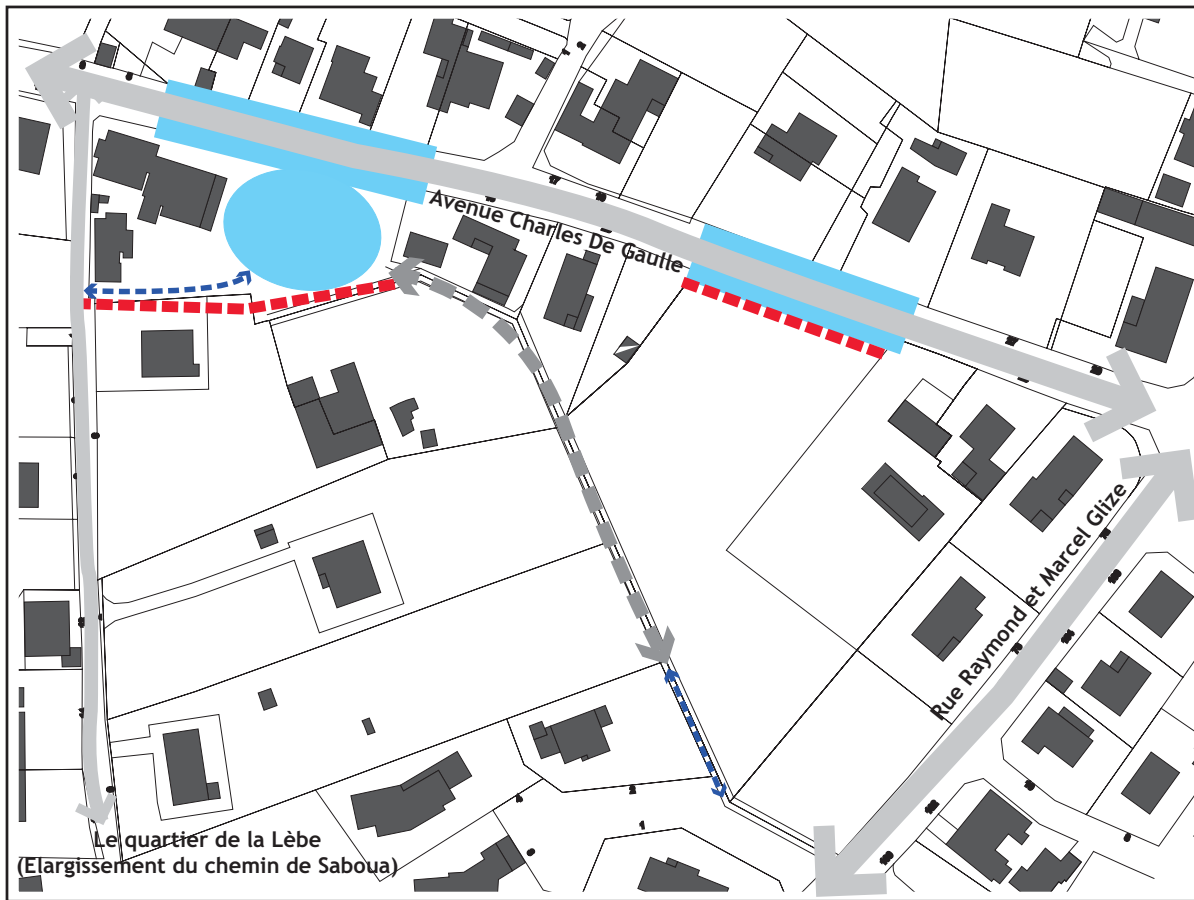 Avenue Charles De Gaulle
Rue Raymond et Marcel Glize
Le quartier de la Lèbe
(Elargissement du chemin de Saboua)